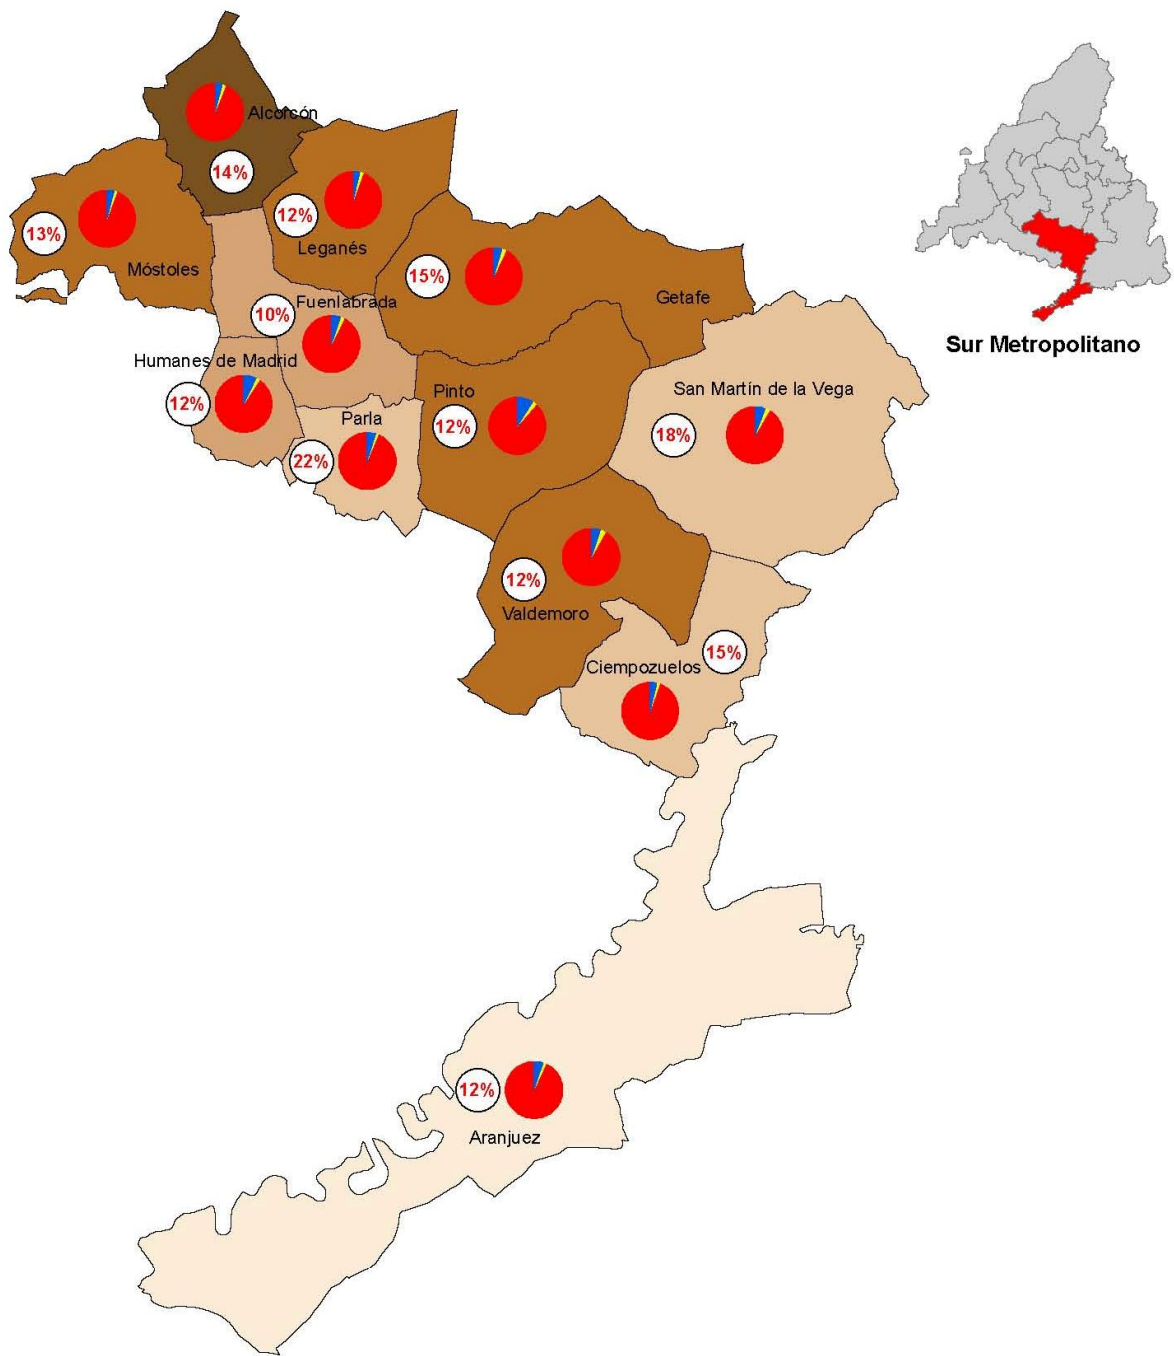 Alcorcón
14%
13%
Móstoles
12%
Leganés
15%
Getafe
Fuenlabrada
10%
Humanes de Madrid
12%
Parla
22%
Pinto
12%
San Martín de la Vega
18%
12%
Valdemoro
15%
Ciempozuelos
12%
Aranjuez
Sur Metropolitano